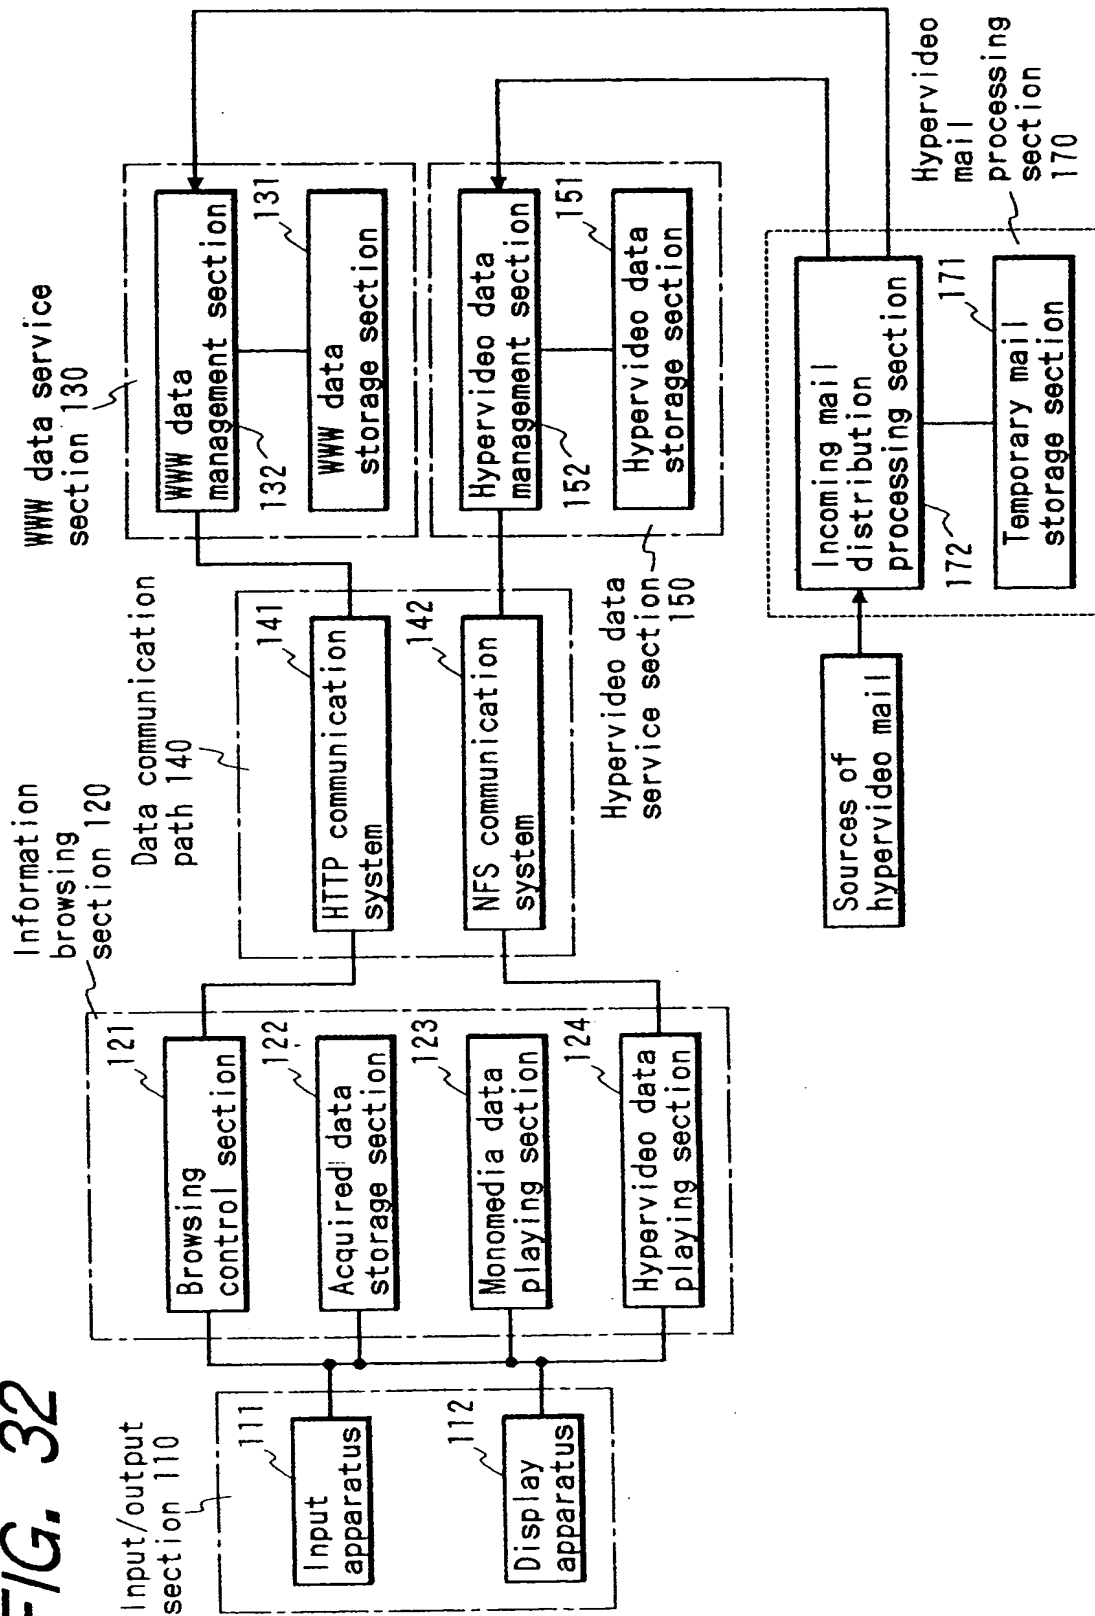 FIG. 32
Input/output
section 110
111
Input
apparatus
112
Display
apparatus
Information
browsing
section 120
121
Browsing
control section
122
Acquired data
storage section
123
Monomedia data
playing section
124
Hypervideo data
playing section
Data communication
path 140
141
HTTP communication
system
142
NFS communication
system
WWW data service
section 130
WWW data
management section
132
131
WWW data
storage section
Hypervideo data
management section
152
151
Hypervideo data
storage section
Hypervideo data
service section
150
Sources of
hypervideo mail
Incoming mail
distribution
processing section
172
171
Temporary mail
storage section
Hypervideo
mail
processing
section
170